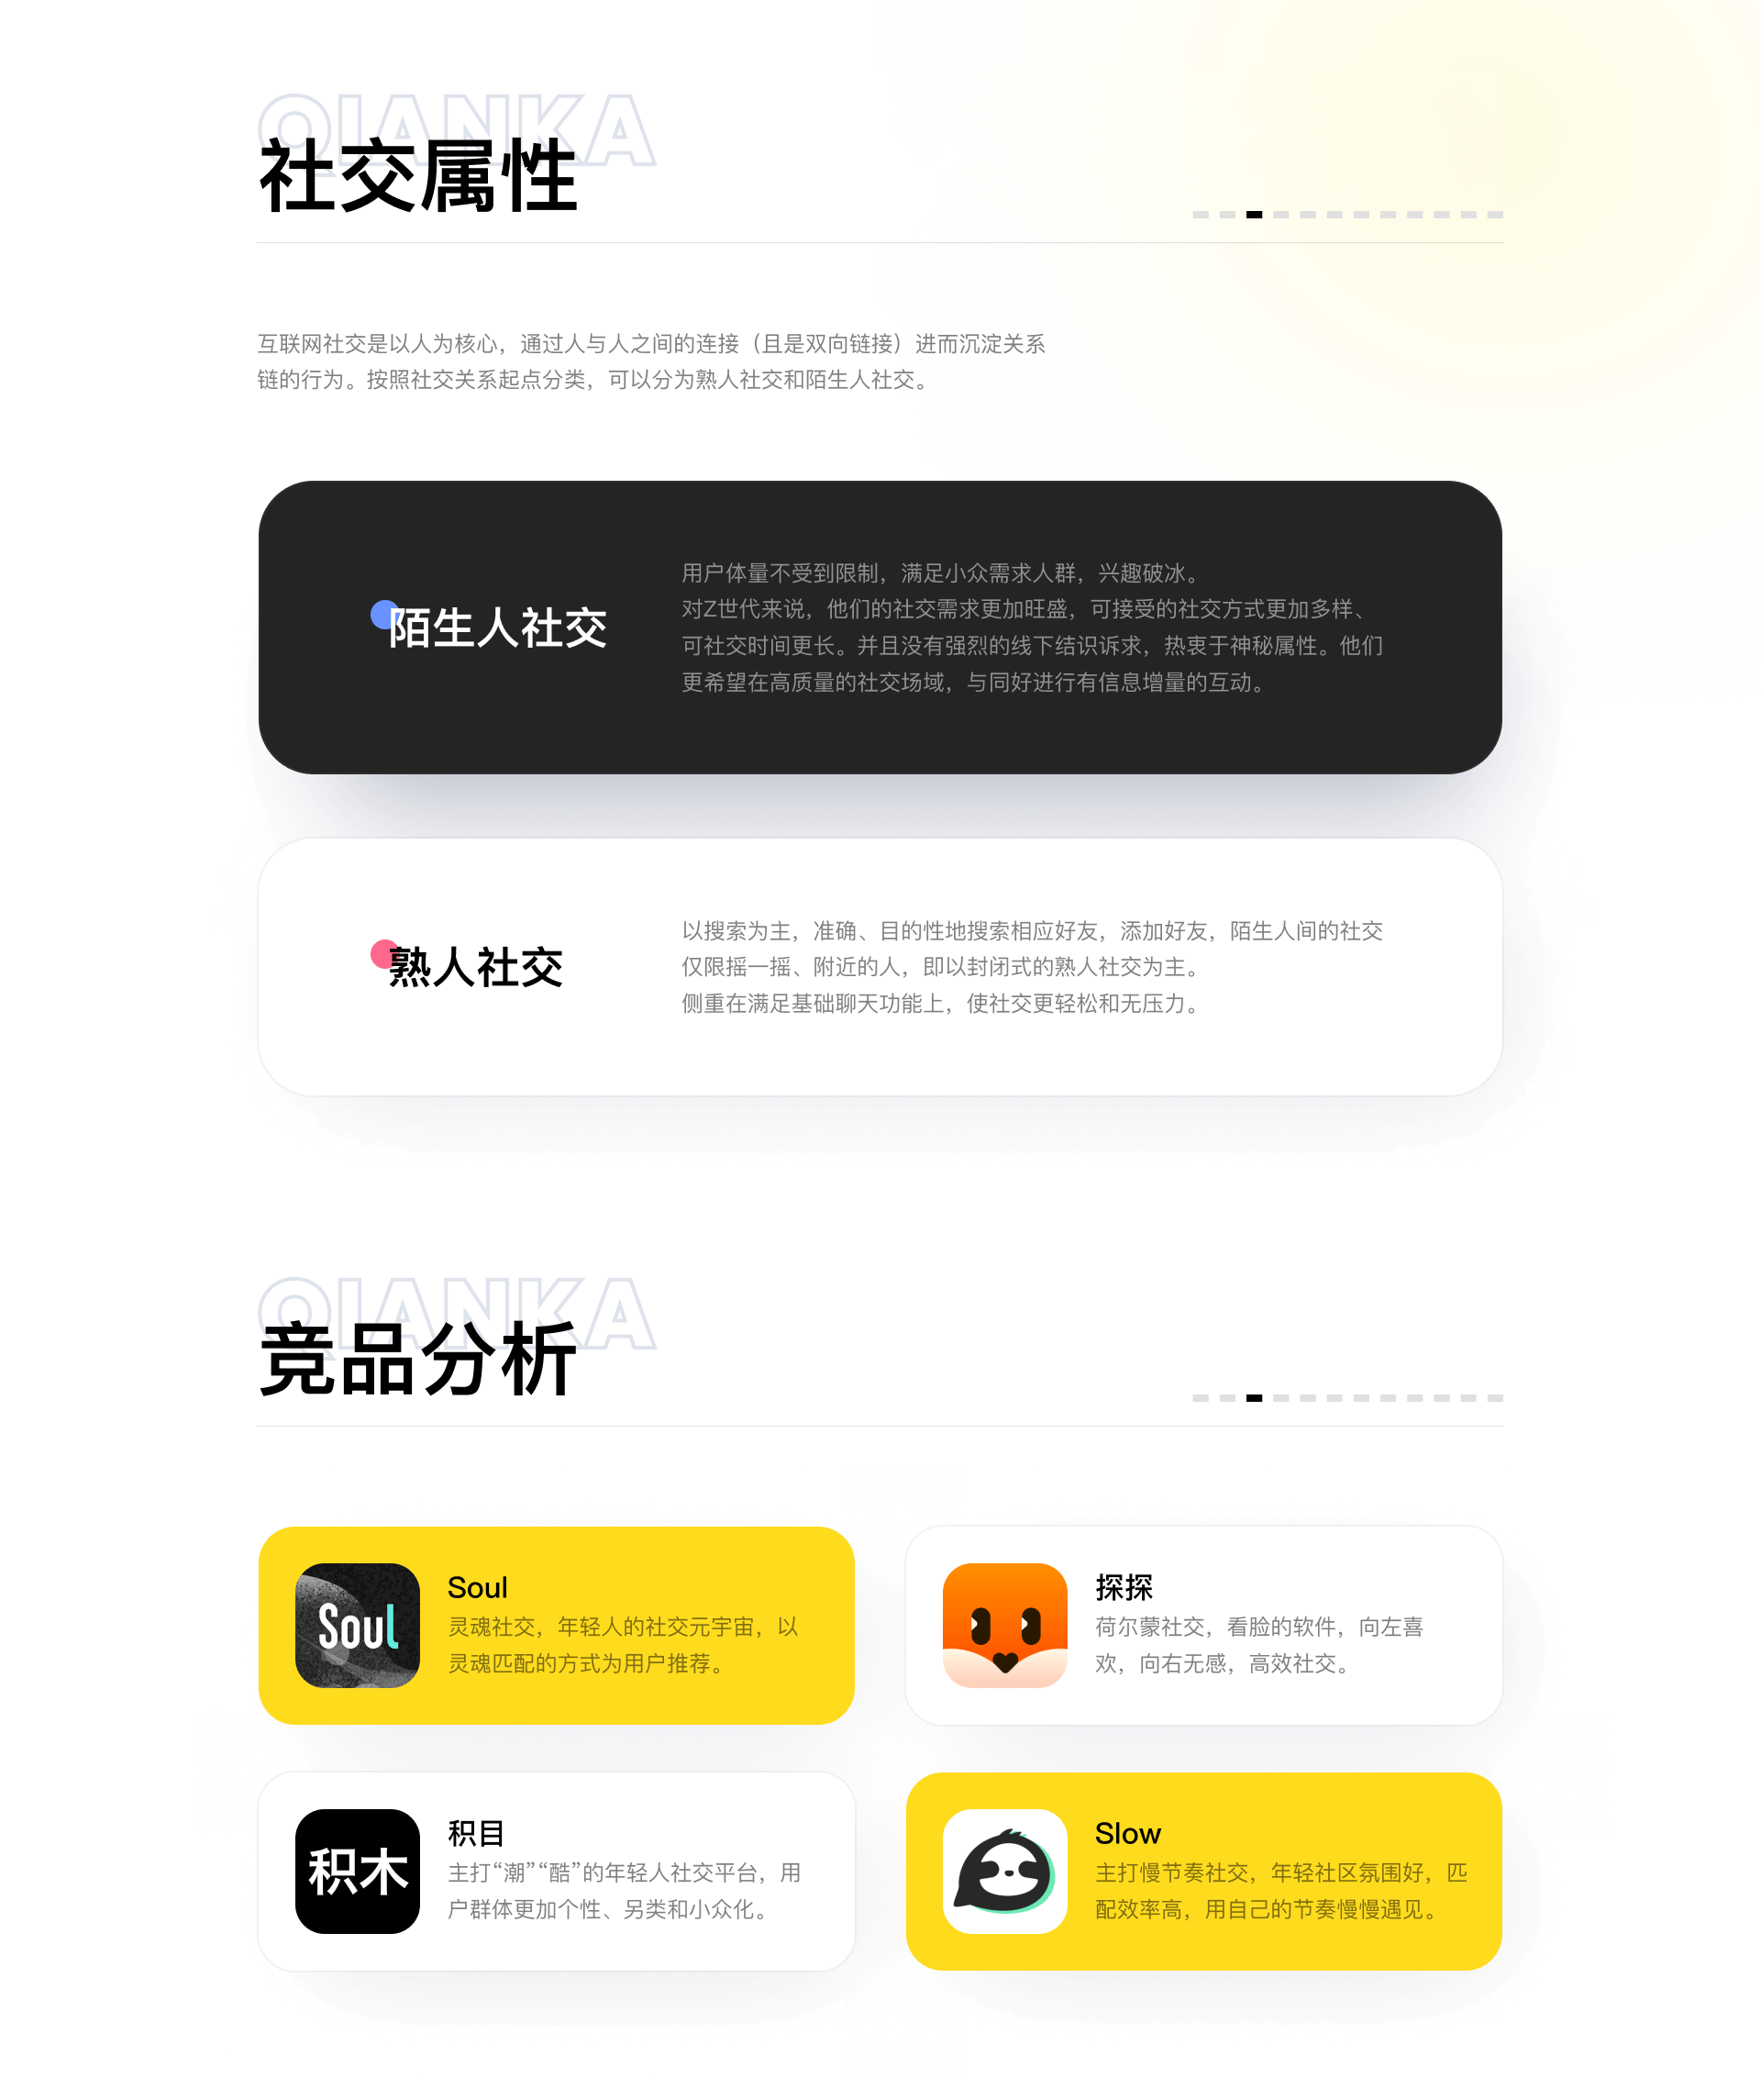 QIANKA
社交属性
互联网社交是以人为核心，通过人与人之间的连接（且是双向链接）进而沉淀关系
链的行为。按照社交关系起点分类，可以分为熟人社交和陌生人社交。
陌生人社交
用户体量不受到限制，满足小众需求人群，兴趣破冰。
对Z世代来说，他们的社交需求更加旺盛，可接受的社交方式更加多样、
可社交时间更长。并且没有强烈的线下结识诉求，热衷于神秘属性。他们
更希望在高质量的社交场域，与同好进行有信息增量的互动。
熟人社交
以搜索为主，准确、目的性地搜索相应好友，添加好友，陌生人间的社交
仅限摇一摇、附近的人，即以封闭式的熟人社交为主。
侧重在满足基础聊天功能上，使社交更轻松和无压力。
QIANKA
竞品分析
Soul
Soul
灵魂社交，年轻人的社交元宇宙，以
灵魂匹配的方式为用户推荐。
探探
荷尔蒙社交，看脸的软件，向左喜
欢，向右无感，高效社交。
积木
积目
主打“潮”“酷”的年轻人社交平台，用
户群体更加个性、另类和小众化。
Slow
主打慢节奏社交，年轻社区氛围好，匹
配效率高，用自己的节奏慢慢遇见。